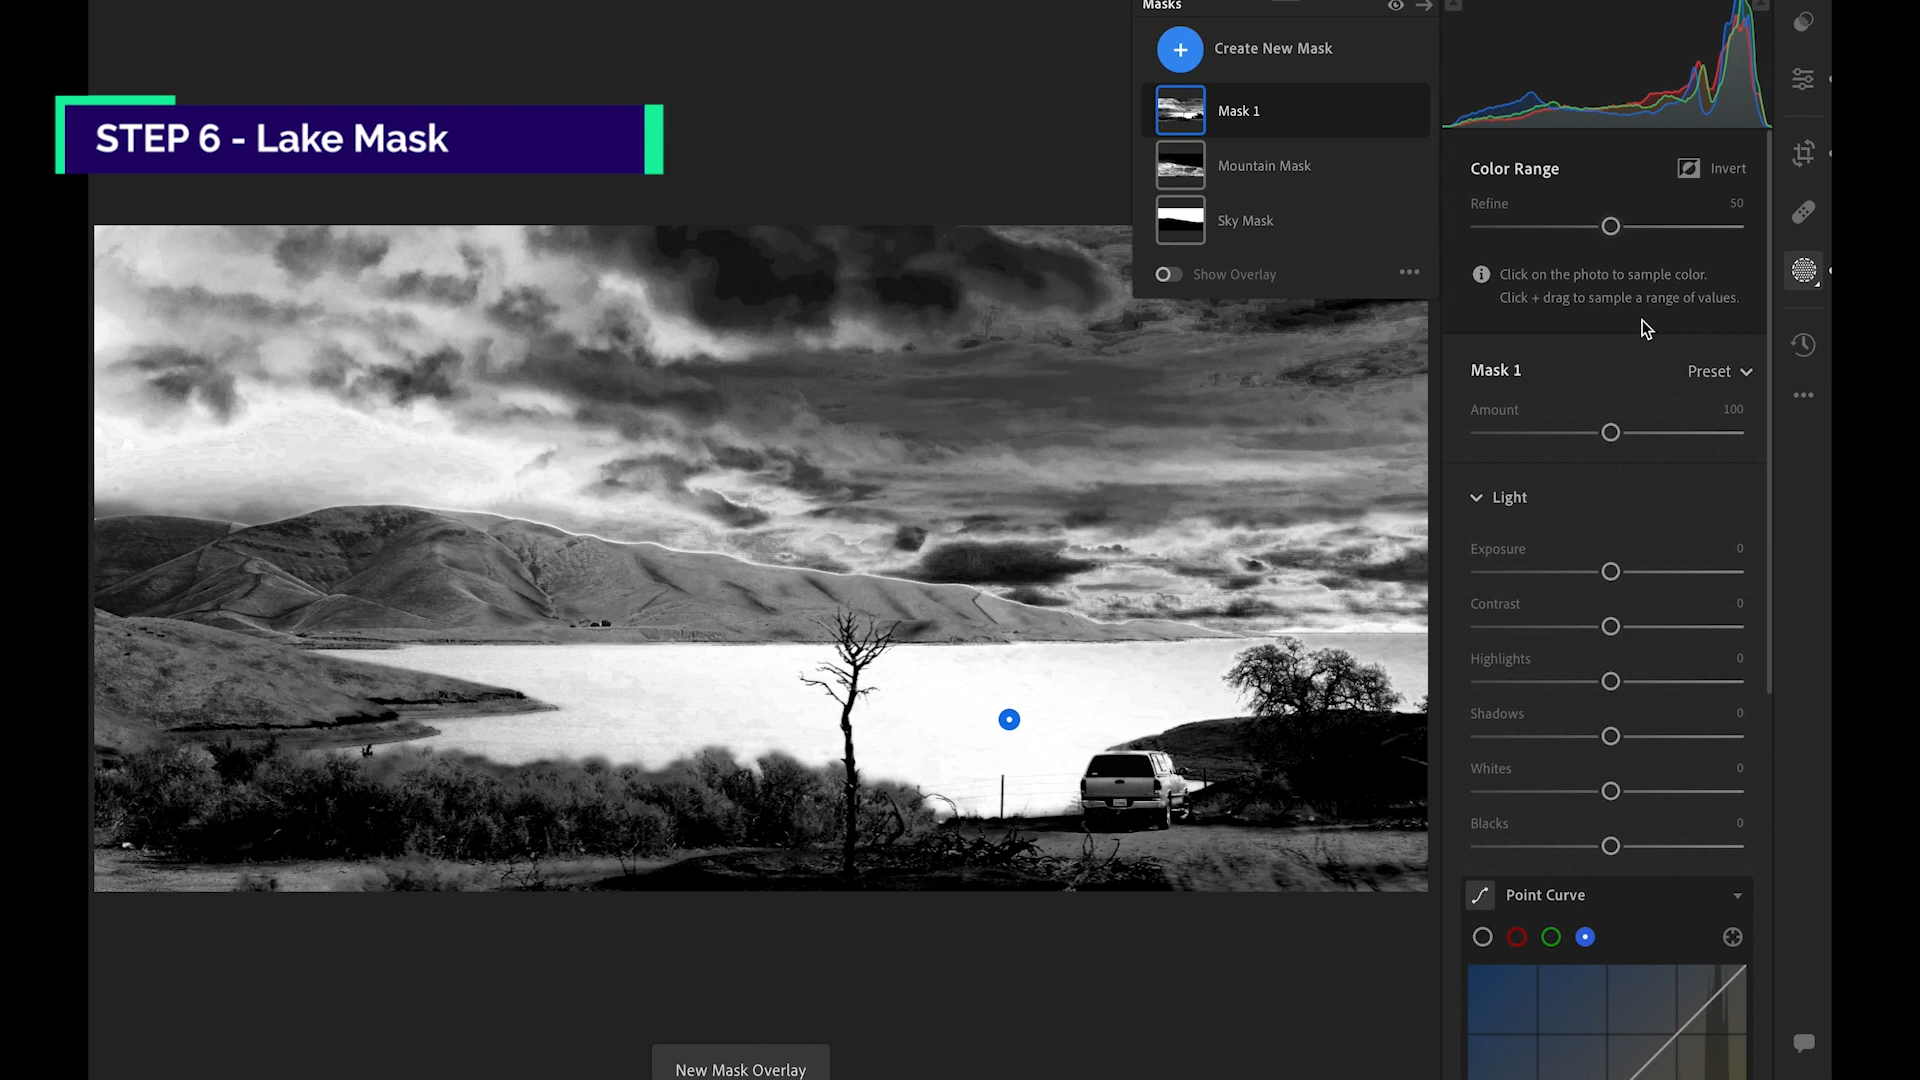 Masks
Create New Mask
STEP 6 - Lake Mask
Mask 1
Mountain Mask
Sky Mask
Show Overlay
Color Range
Invert
Refine 50
Click on the photo to sample color.
Click + drag to sample a range of values.
Mask 1
Preset
Amount 100
Light
Exposure 0
Contrast 0
Highlights 0
Shadows 0
Whites 0
Blacks 0
Point Curve
New Mask Overlay